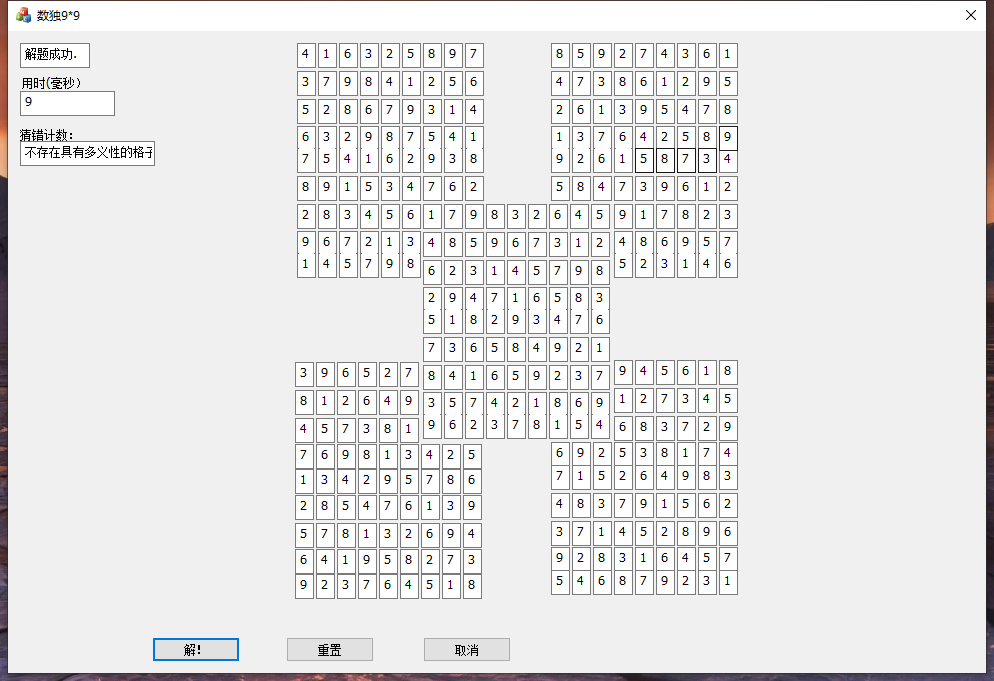 数独9*9
解题成功.
用时(毫秒)
9
猜错计数:
不存在具有多义性的格子
4 1 6 3 2 5 8 9 7 8 5 9 2 7 4 3 6 1
3 7 9 8 4 1 2 5 6 4 7 3 8 6 1 2 9 5
5 2 8 6 7 9 3 1 4 2 6 1 3 9 5 4 7 8
6 3 2 9 8 7 5 4 1 1 3 7 6 4 2 5 8 9
7 5 4 1 6 2 9 3 8 9 2 6 1 5 8 7 3 4
8 9 1 5 3 4 7 6 2 5 8 4 7 3 9 6 1 2
2 8 3 4 5 6 1 7 9 8 3 2 6 4 5 9 1 7 8 2 3
9 6 7 2 1 3 4 8 5 9 6 7 3 1 2 4 8 6 9 5 7
1 4 5 7 9 8 6 2 3 1 4 5 7 9 8 5 2 3 1 4 6
2 9 4 7 1 6 5 8 3
5 1 8 2 9 3 4 7 6
7 3 6 5 8 4 9 2 1
3 9 6 5 2 7 8 4 1 6 5 9 2 3 7 9 4 5 6 1 8
8 1 2 6 4 9 3 5 7 4 2 1 8 6 9 1 2 7 3 4 5
4 5 7 3 8 1 9 6 2 3 7 8 1 5 4 6 8 3 7 2 9
7 6 9 8 1 3 4 2 5 6 9 2 5 3 8 1 7 4
1 3 4 2 9 5 7 8 6 7 1 5 2 6 4 9 8 3
2 8 5 4 7 6 1 3 9 4 8 3 7 9 1 5 6 2
5 7 8 1 3 2 6 9 4 3 7 1 4 5 2 8 9 6
6 4 1 9 5 8 2 7 3 9 2 8 3 1 6 4 5 7
9 2 3 7 6 4 5 1 8 5 4 6 8 7 9 2 3 1
解! 重置 取消